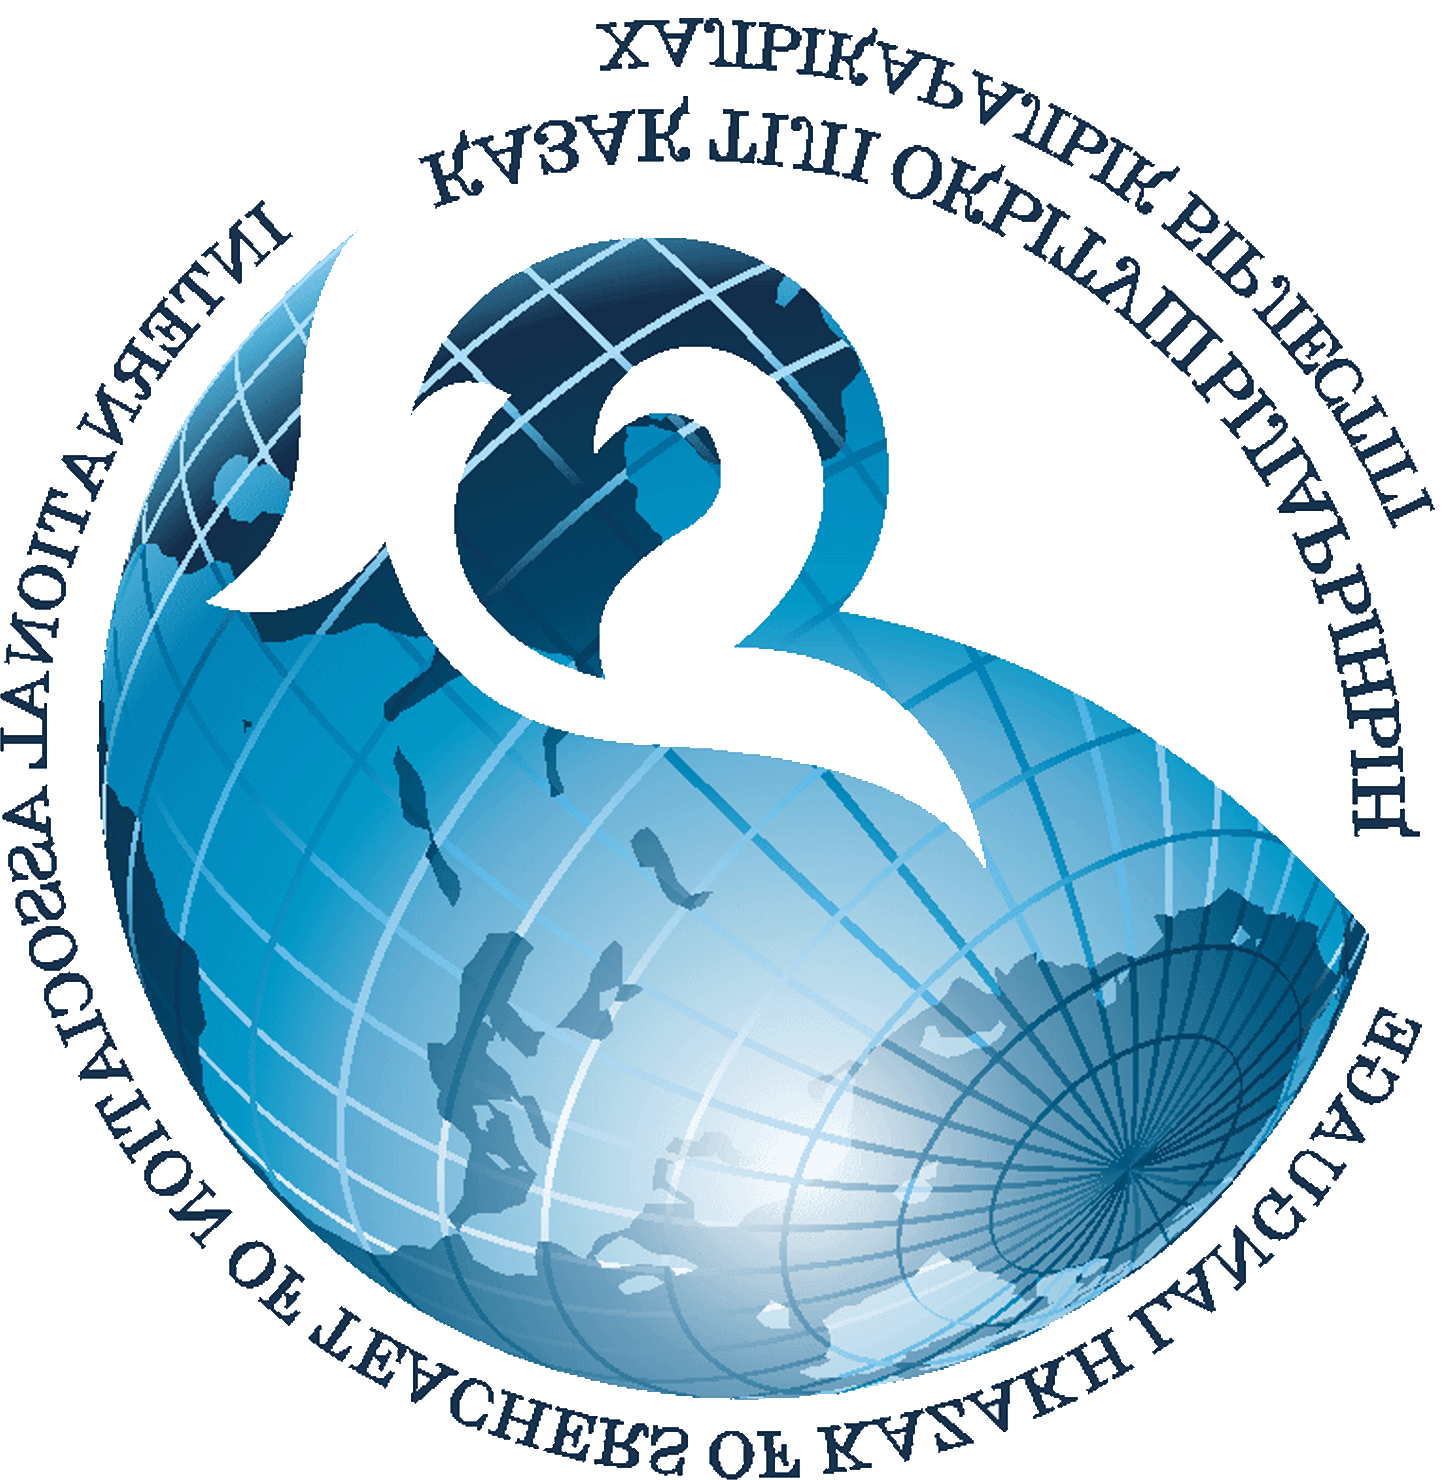 ҚАЗАҚ ТІЛІ ОҚЫТУШЫЛАРЫНЫҢ
ХАЛЫҚАРАЛЫҚ БІРЛЕСТІГІ
INTERNATIONAL ASSOCIATION OF TEACHERS OF KAZAKH LANGUAGE